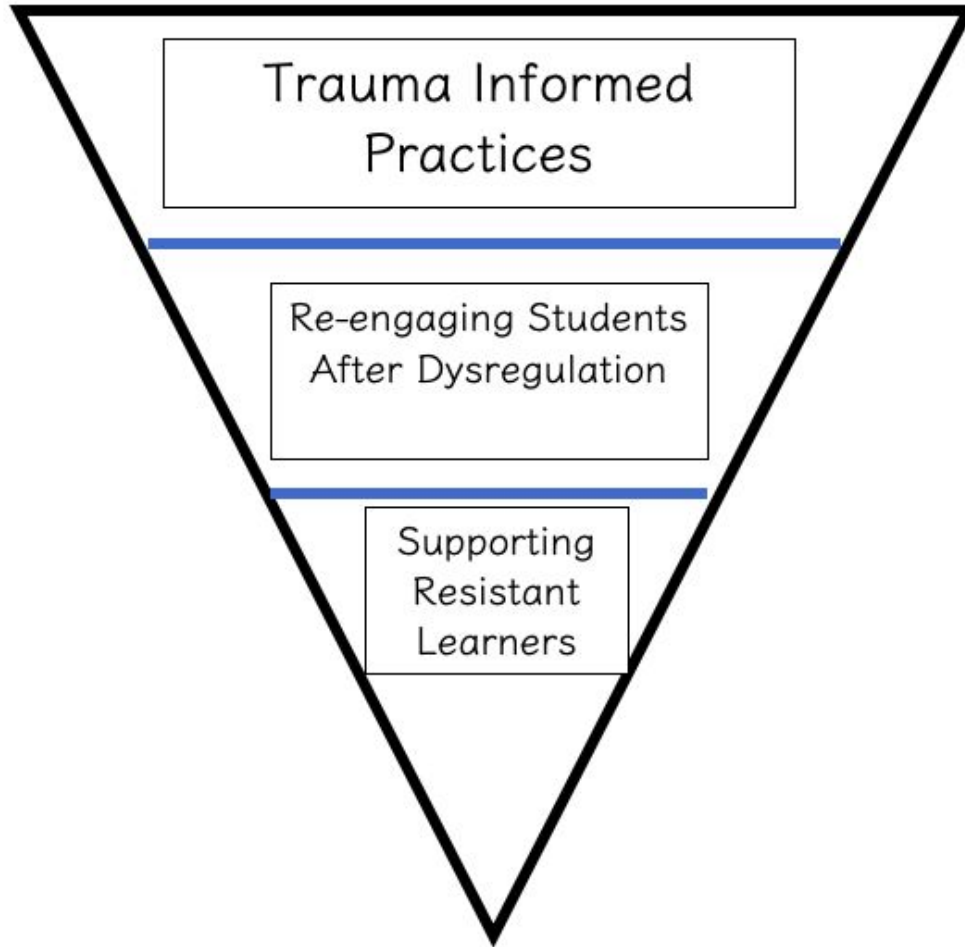 Trauma Informed
Practices
Re-engaging Students
After Dysregulation
Supporting
Resistant
Learners